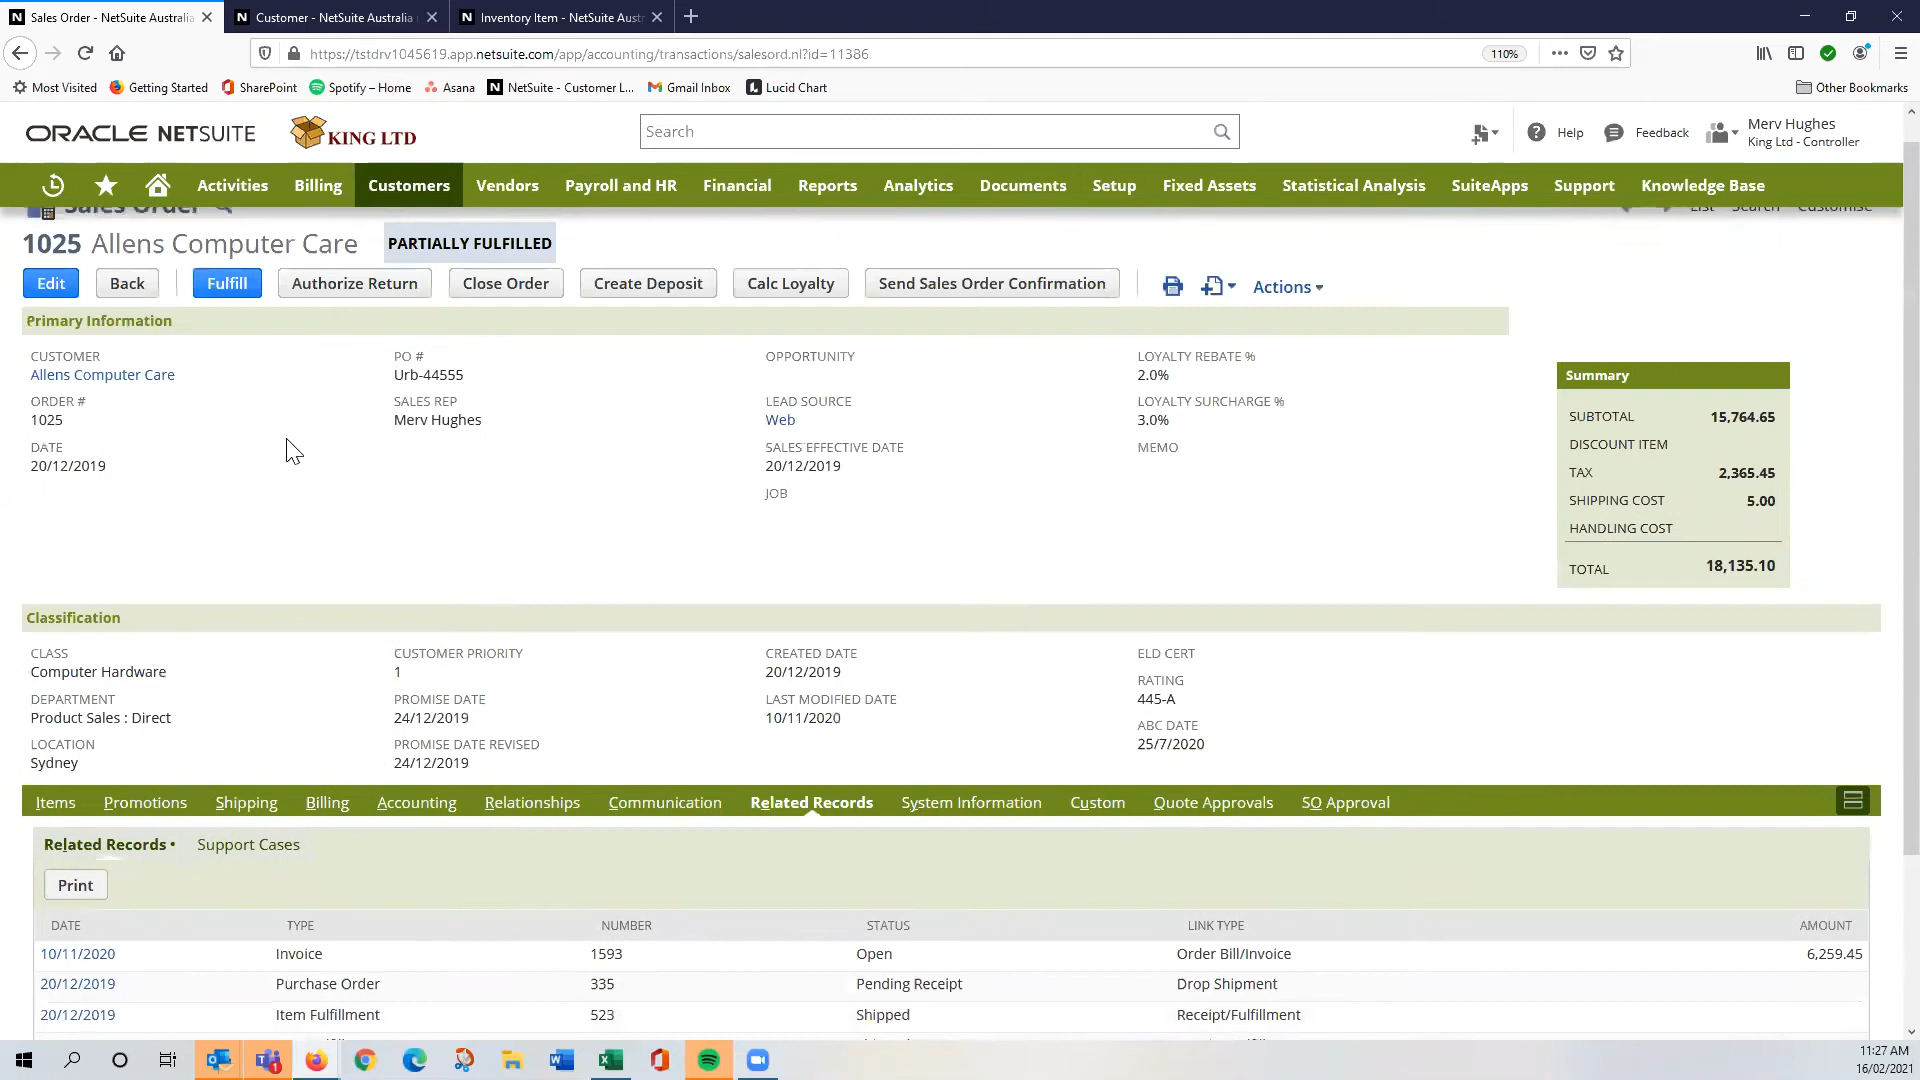 Sales Order - NetSuite Australia
Customer - NetSuite Australia
Inventory Item - NetSuite Aust
https://tstdrv1045619.app.netsuite.com/app/accounting/transactions/salesord.nl?id=11386
110%
Most Visited
Getting Started
SharePoint
Spotify – Home
Asana
NetSuite - Customer L...
Gmail Inbox
Lucid Chart
Other Bookmarks
ORACLE NETSUITE
KING LTD
Search
Help
Feedback
Merv Hughes
King Ltd - Controller
Activities
Billing
Customers
Vendors
Payroll and HR
Financial
Reports
Analytics
Documents
Setup
Fixed Assets
Statistical Analysis
SuiteApps
Support
Knowledge Base
Sales Order
List
Search
Customise
1025 Allens Computer Care
PARTIALLY FULFILLED
Edit
Back
Fulfill
Authorize Return
Close Order
Create Deposit
Calc Loyalty
Send Sales Order Confirmation
Actions
Primary Information
CUSTOMER
Allens Computer Care
ORDER #
1025
DATE
20/12/2019
PO #
Urb-44555
SALES REP
Merv Hughes
OPPORTUNITY
LEAD SOURCE
Web
SALES EFFECTIVE DATE
20/12/2019
JOB
LOYALTY REBATE %
2.0%
LOYALTY SURCHARGE %
3.0%
MEMO
Summary
SUBTOTAL 15,764.65
DISCOUNT ITEM
TAX 2,365.45
SHIPPING COST 5.00
HANDLING COST
TOTAL 18,135.10
Classification
CLASS
Computer Hardware
DEPARTMENT
Product Sales : Direct
LOCATION
Sydney
CUSTOMER PRIORITY
1
PROMISE DATE
24/12/2019
PROMISE DATE REVISED
24/12/2019
CREATED DATE
20/12/2019
LAST MODIFIED DATE
10/11/2020
ELD CERT
RATING
445-A
ABC DATE
25/7/2020
Items
Promotions
Shipping
Billing
Accounting
Relationships
Communication
Related Records
System Information
Custom
Quote Approvals
SO Approval
Related Records •
Support Cases
Print
DATE TYPE NUMBER STATUS LINK TYPE AMOUNT
10/11/2020 Invoice 1593 Open Order Bill/Invoice 6,259.45
20/12/2019 Purchase Order 335 Pending Receipt Drop Shipment
20/12/2019 Item Fulfillment 523 Shipped Receipt/Fulfillment
11:27 AM
16/02/2021